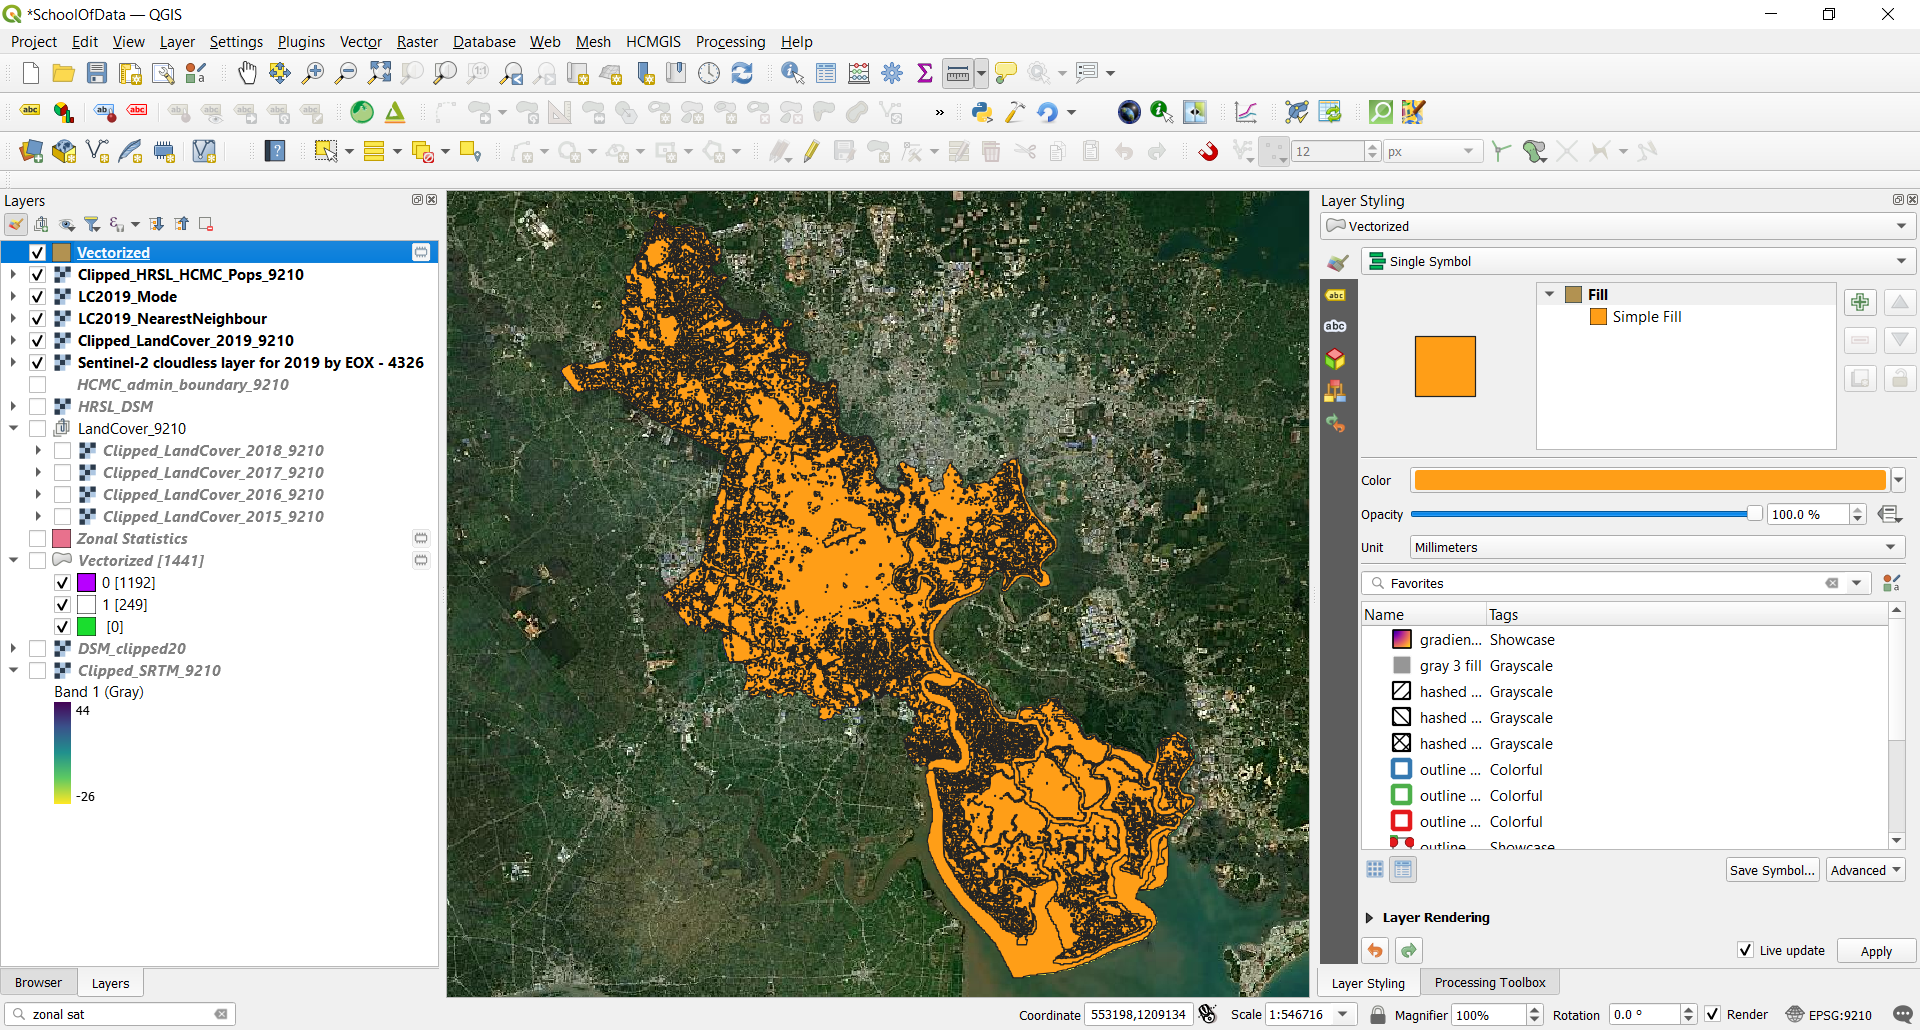 *SchoolOfData — QGIS
Project Edit View Layer Settings Plugins Vector Raster Database Web Mesh HCMGIS Processing Help
12 px
Layers
Vectorized
Clipped_HRSL_HCMC_Pops_9210
LC2019_Mode
LC2019_NearestNeighbour
Clipped_LandCover_2019_9210
Sentinel-2 cloudless layer for 2019 by EOX - 4326
HCMC_admin_boundary_9210
HRSL_DSM
LandCover_9210
Clipped_LandCover_2018_9210
Clipped_LandCover_2017_9210
Clipped_LandCover_2016_9210
Clipped_LandCover_2015_9210
Zonal Statistics
Vectorized [1441]
0 [1192]
1 [249]
[0]
DSM_clipped20
Clipped_SRTM_9210
Band 1 (Gray)
44
-26
Browser Layers
zonal sat
Layer Styling
Vectorized
Single Symbol
Fill
Simple Fill
Color
Opacity 100.0 %
Unit Millimeters
Favorites
Name Tags
gradien... Showcase
gray 3 fill Grayscale
hashed ... Grayscale
hashed ... Grayscale
hashed ... Grayscale
outline ... Colorful
outline ... Colorful
outline ... Colorful
outline Showcase
Save Symbol... Advanced
Layer Rendering
Live update Apply
Layer Styling Processing Toolbox
Coordinate 553198,1209134 Scale 1:546716 Magnifier 100% Rotation 0.0 ° Render EPSG:9210